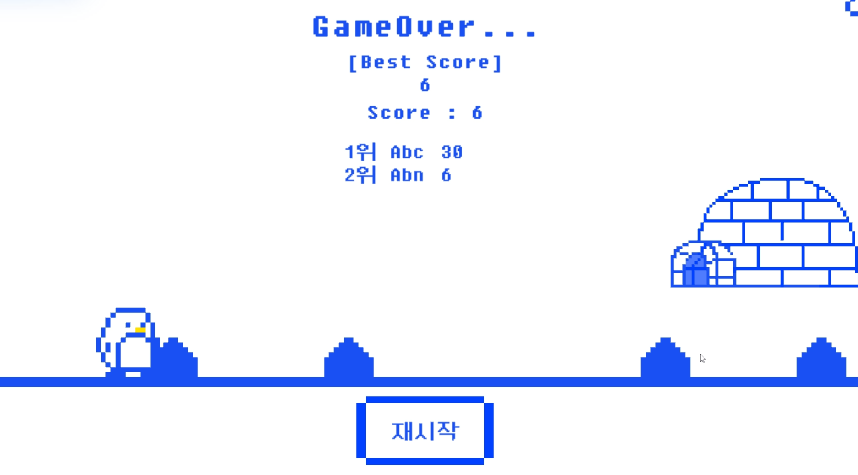 GameOver...
[Best Score]
6
Score : 6
1위 Abc 30
2위 Abn 6
재시작